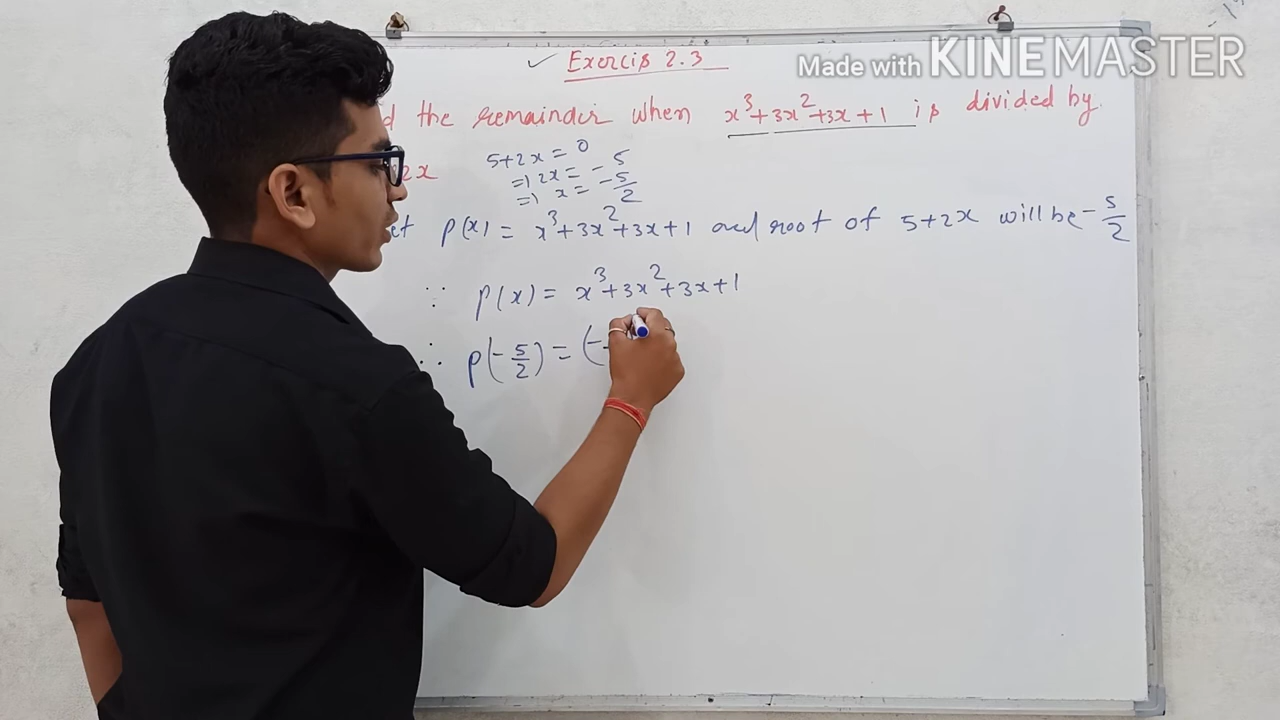 Made with KINEMASTER
✓ Exercis 2.3
the remainder when x³+3x²+3x+1 is divided by
2x
5+2x = 0
⇒ 2x = -5
⇒ x = -5/2
p(x) = x³+3x²+3x+1 and root of 5+2x will be -5/2
∵ p(x) = x³+3x²+3x+1
∴ p(-5/2) = (-